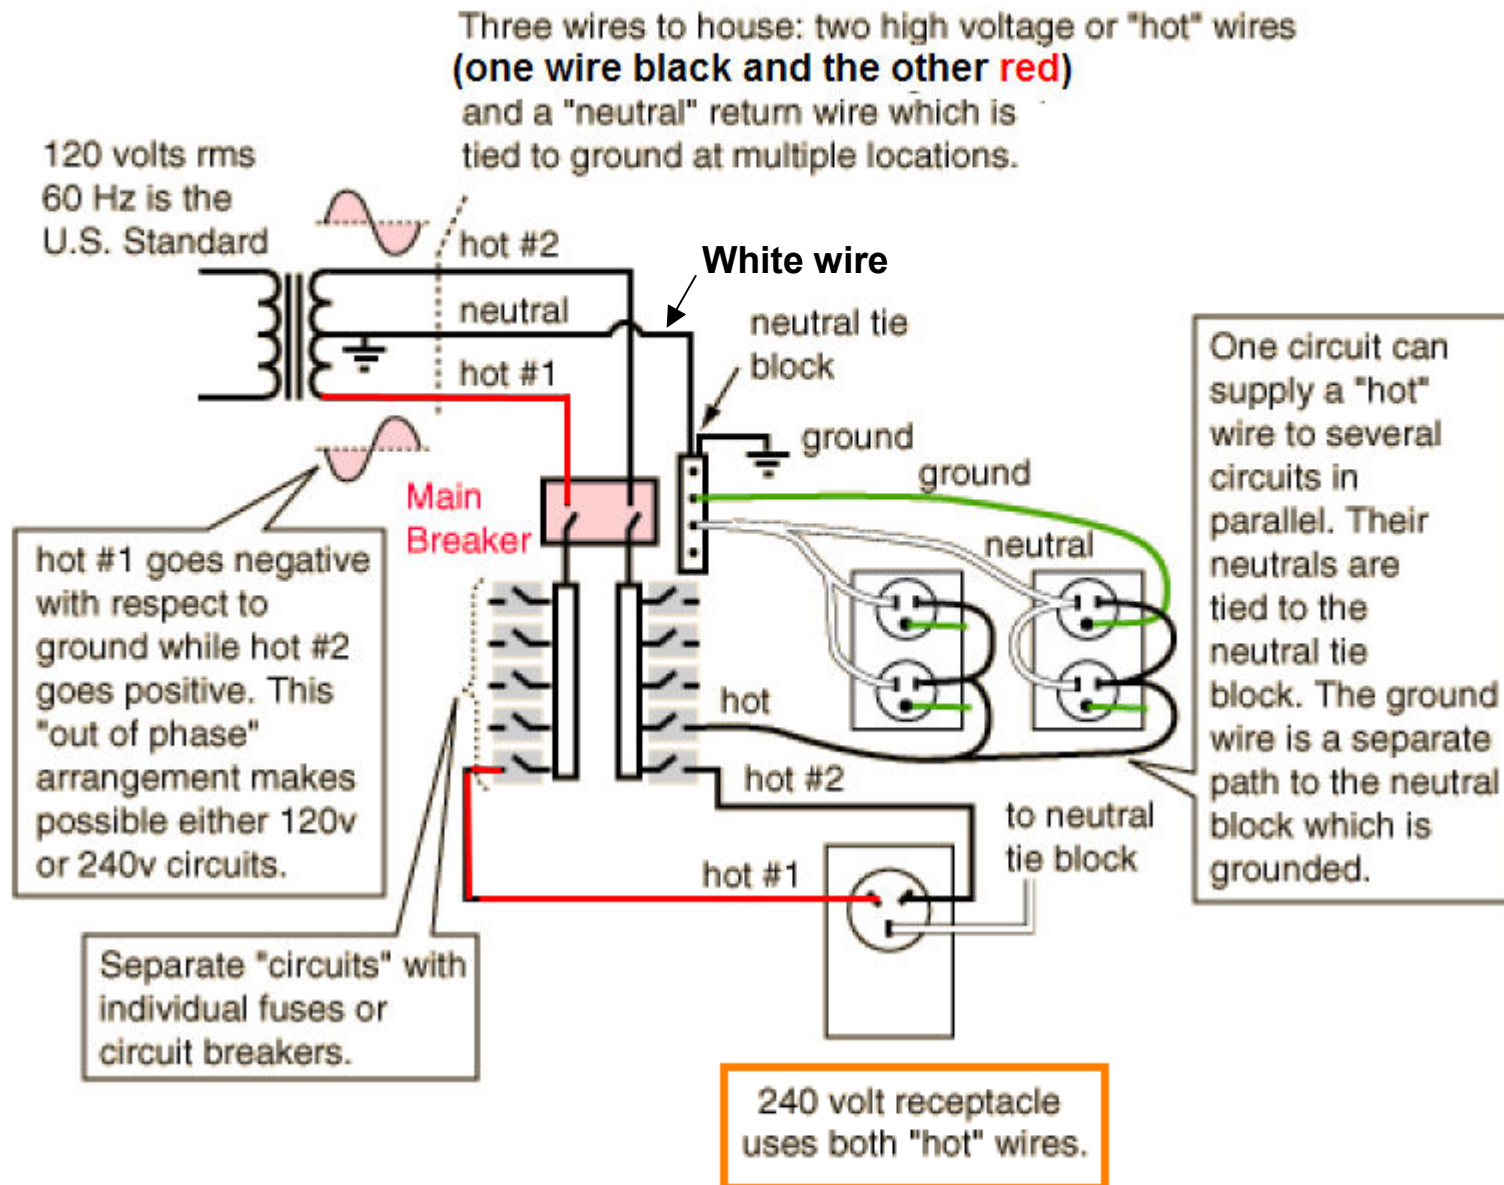 Three wires to house: two high voltage or "hot" wires
(one wire black and the other red)
and a "neutral" return wire which is
tied to ground at multiple locations.
120 volts rms
60 Hz is the
U.S. Standard
hot #2
White wire
neutral
neutral tie
block
hot #1
ground
ground
Main
Breaker
neutral
One circuit can
supply a "hot"
wire to several
circuits in
parallel. Their
neutrals are
tied to the
neutral tie
block. The ground
wire is a separate
path to the neutral
block which is
grounded.
hot #1 goes negative
with respect to
ground while hot #2
goes positive. This
"out of phase"
arrangement makes
possible either 120v
or 240v circuits.
hot
hot #2
to neutral
tie block
hot #1
Separate "circuits" with
individual fuses or
circuit breakers.
240 volt receptacle
uses both "hot" wires.